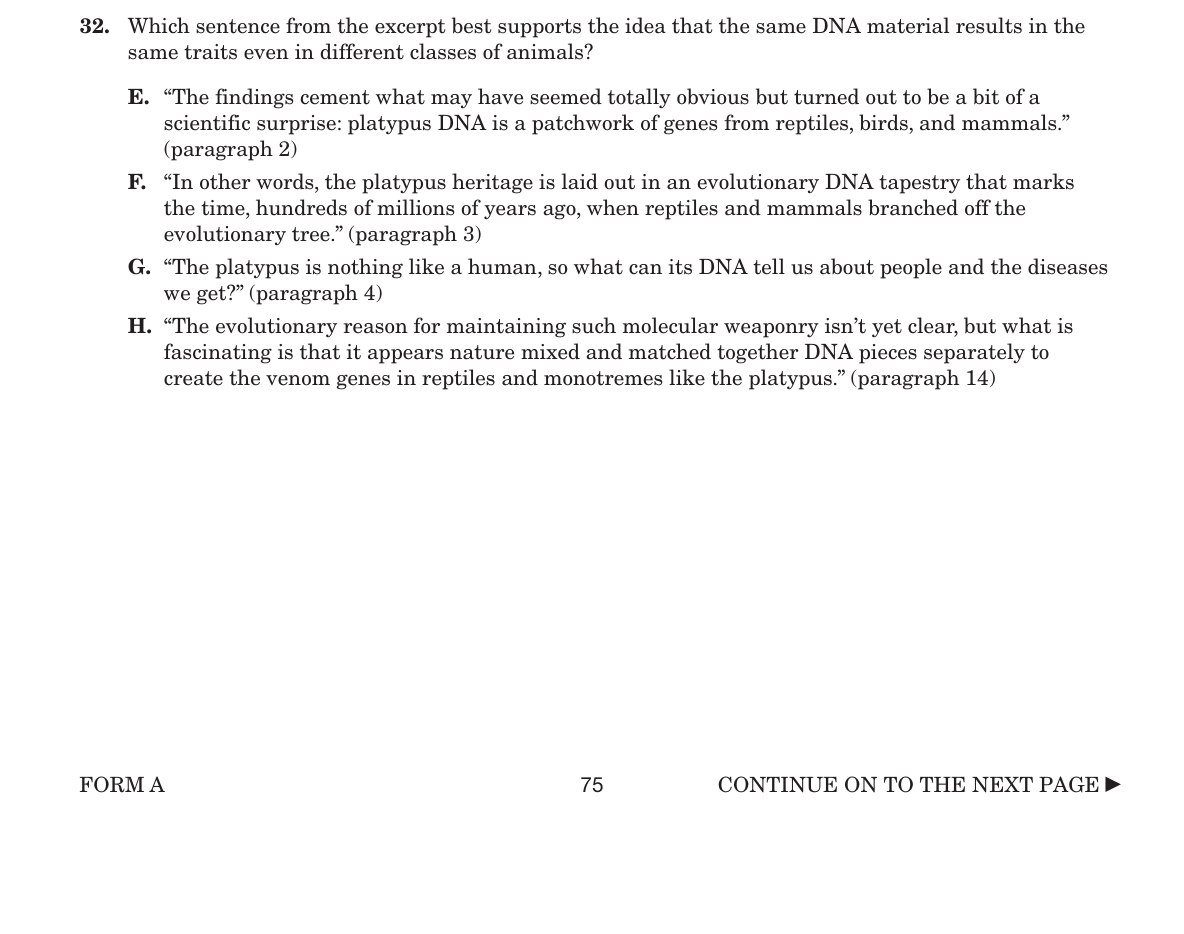 32. Which sentence from the excerpt best supports the idea that the same DNA material results in the
same traits even in different classes of animals?
E. “The findings cement what may have seemed totally obvious but turned out to be a bit of a
scientific surprise: platypus DNA is a patchwork of genes from reptiles, birds, and mammals.”
(paragraph 2)
F. “In other words, the platypus heritage is laid out in an evolutionary DNA tapestry that marks
the time, hundreds of millions of years ago, when reptiles and mammals branched off the
evolutionary tree.” (paragraph 3)
G. “The platypus is nothing like a human, so what can its DNA tell us about people and the diseases
we get?” (paragraph 4)
H. “The evolutionary reason for maintaining such molecular weaponry isn’t yet clear, but what is
fascinating is that it appears nature mixed and matched together DNA pieces separately to
create the venom genes in reptiles and monotremes like the platypus.” (paragraph 14)
FORM A 75 CONTINUE ON TO THE NEXT PAGE ►